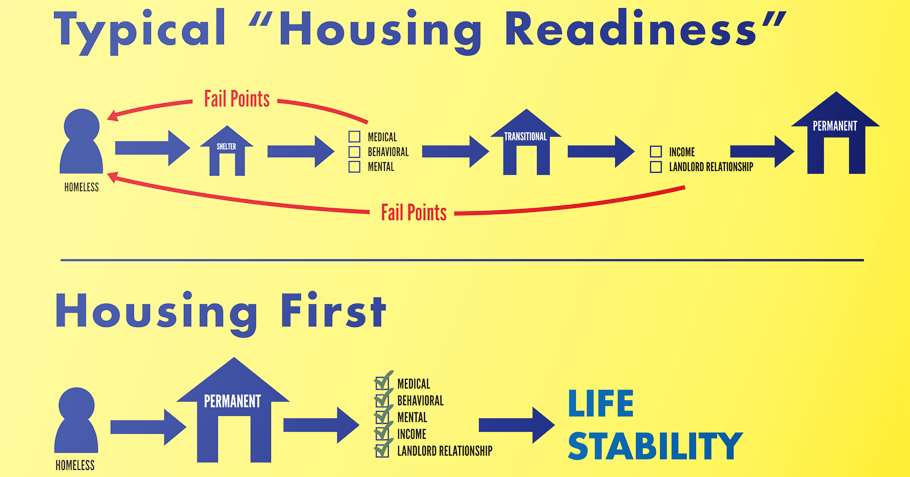 Typical “Housing Readiness”
Fail Points
HOMELESS
SHELTER
MEDICAL
BEHAVIORAL
MENTAL
TRANSITIONAL
INCOME
LANDLORD RELATIONSHIP
PERMANENT
Fail Points
Housing First
HOMELESS
PERMANENT
MEDICAL
BEHAVIORAL
MENTAL
INCOME
LANDLORD RELATIONSHIP
LIFE
STABILITY